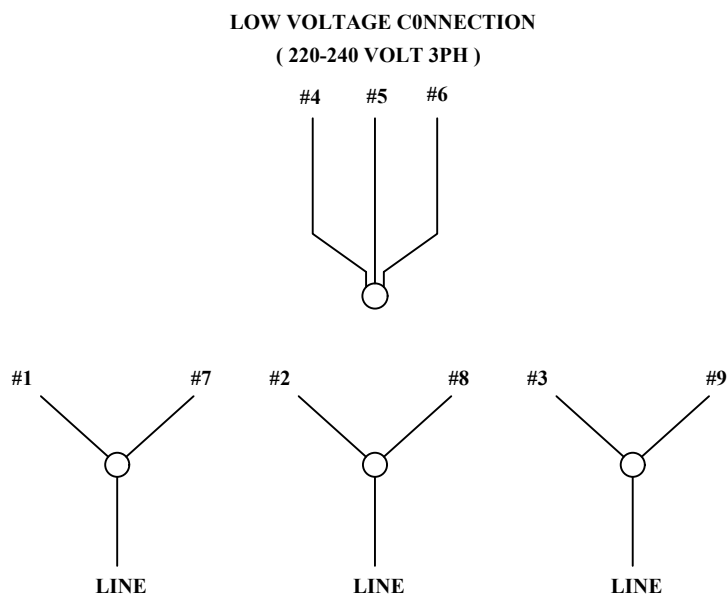 LOW VOLTAGE C0NNECTION
( 220-240 VOLT 3PH )
#4 #5 #6
#1 #7 #2 #8 #3 #9
LINE LINE LINE